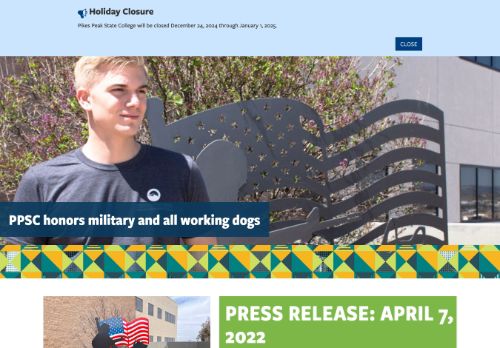 Holiday Closure
Pikes Peak State College will be closed December 24, 2024 through January 1, 2025.
CLOSE
PPSC honors military and all working dogs
PRESS RELEASE: APRIL 7,
2022